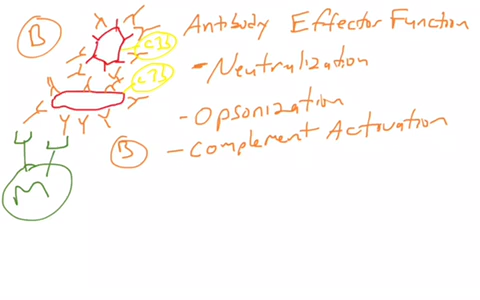 B
C3b
Antibody Effector Function
- Neutralization
C3b
- Opsonization
B
- Complement Activation
M